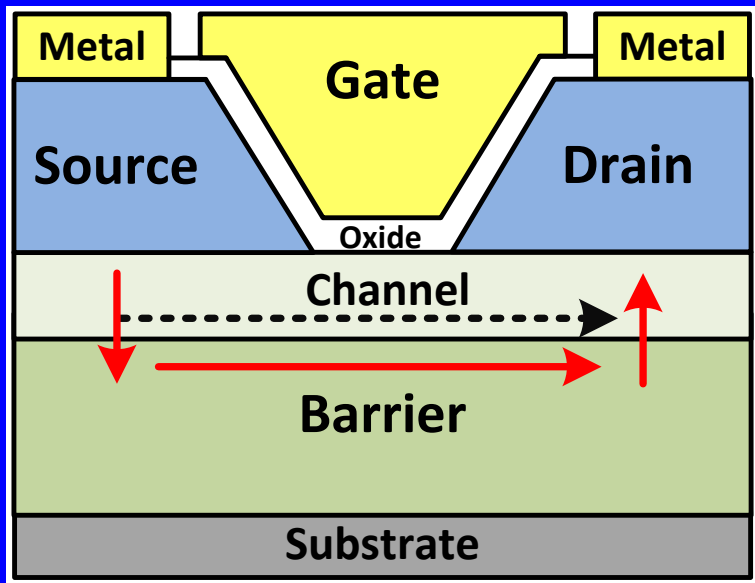 Metal
Gate
Metal
Source
Drain
Oxide
Channel
Barrier
Substrate